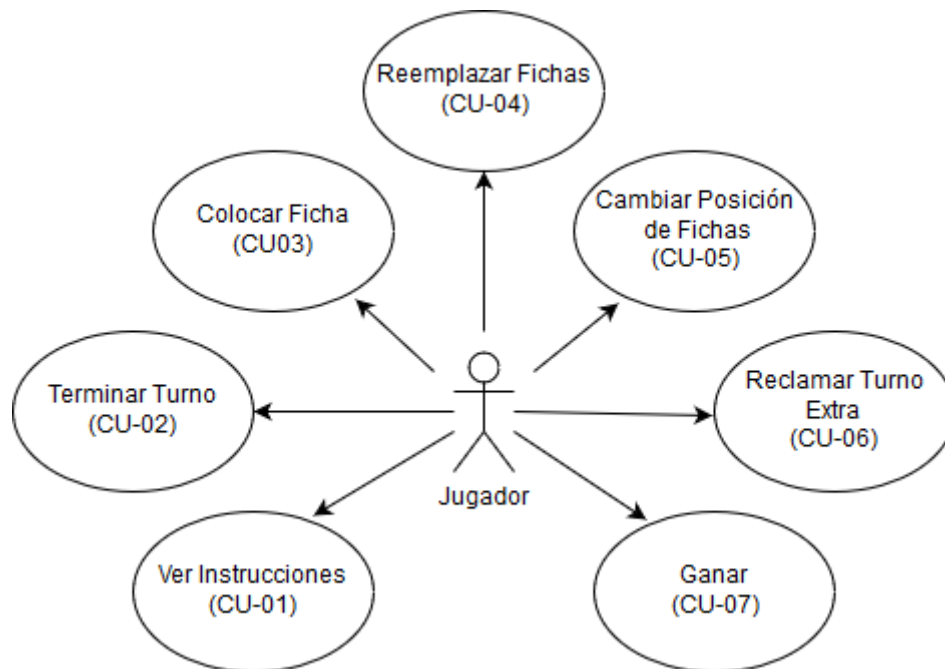 Reemplazar Fichas
(CU-04)
Colocar Ficha
(CU03)
Cambiar Posición
de Fichas
(CU-05)
Terminar Turno
(CU-02)
Reclamar Turno
Extra
(CU-06)
Jugador
Ver Instrucciones
(CU-01)
Ganar
(CU-07)